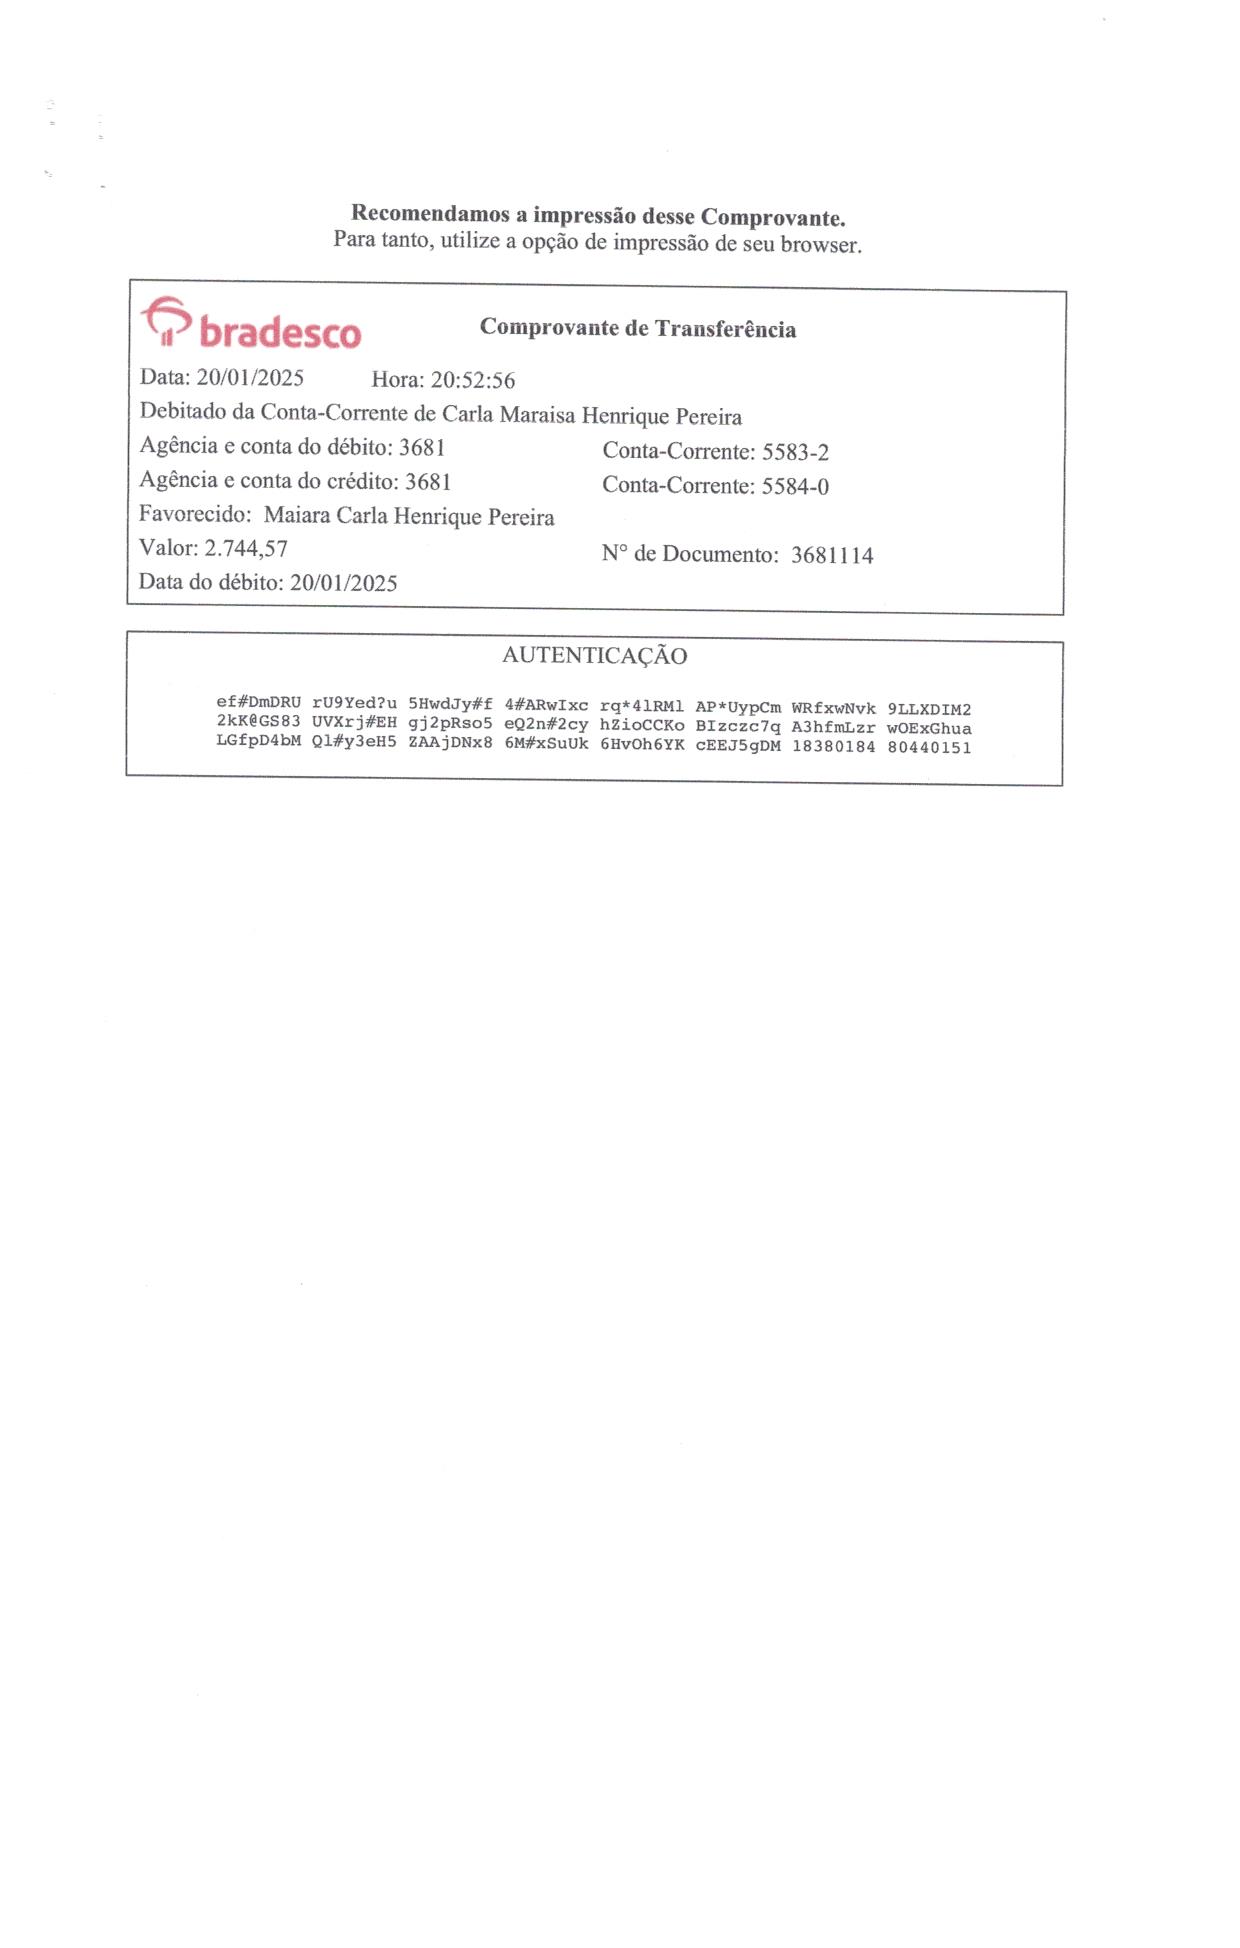 Recomendamos a impressão desse Comprovante.
Para tanto, utilize a opção de impressão de seu browser.
bradesco
Comprovante de Transferência
Data: 20/01/2025 Hora: 20:52:56
Debitado da Conta-Corrente de Carla Maraisa Henrique Pereira
Agência e conta do débito: 3681 Conta-Corrente: 5583-2
Agência e conta do crédito: 3681 Conta-Corrente: 5584-0
Favorecido: Maiara Carla Henrique Pereira
Valor: 2.744,57 N° de Documento: 3681114
Data do débito: 20/01/2025
AUTENTICAÇÃO
ef#DmDRU rU9Yed?u 5HwdJy#f 4#ARwIxc rq*4lRMl AP*UypCm WRfxwNvk 9LLXDIM2
2kK@GS83 UVXrj#EH gj2pRso5 eQ2n#2cy hZioCCKo BIzczc7q A3hfmLzr wOExGhua
LGfpD4bM Ql#y3eH5 ZAAjDNx8 6M#xSuUk 6HvOh6YK cEEJ5gDM 18380184 80440151